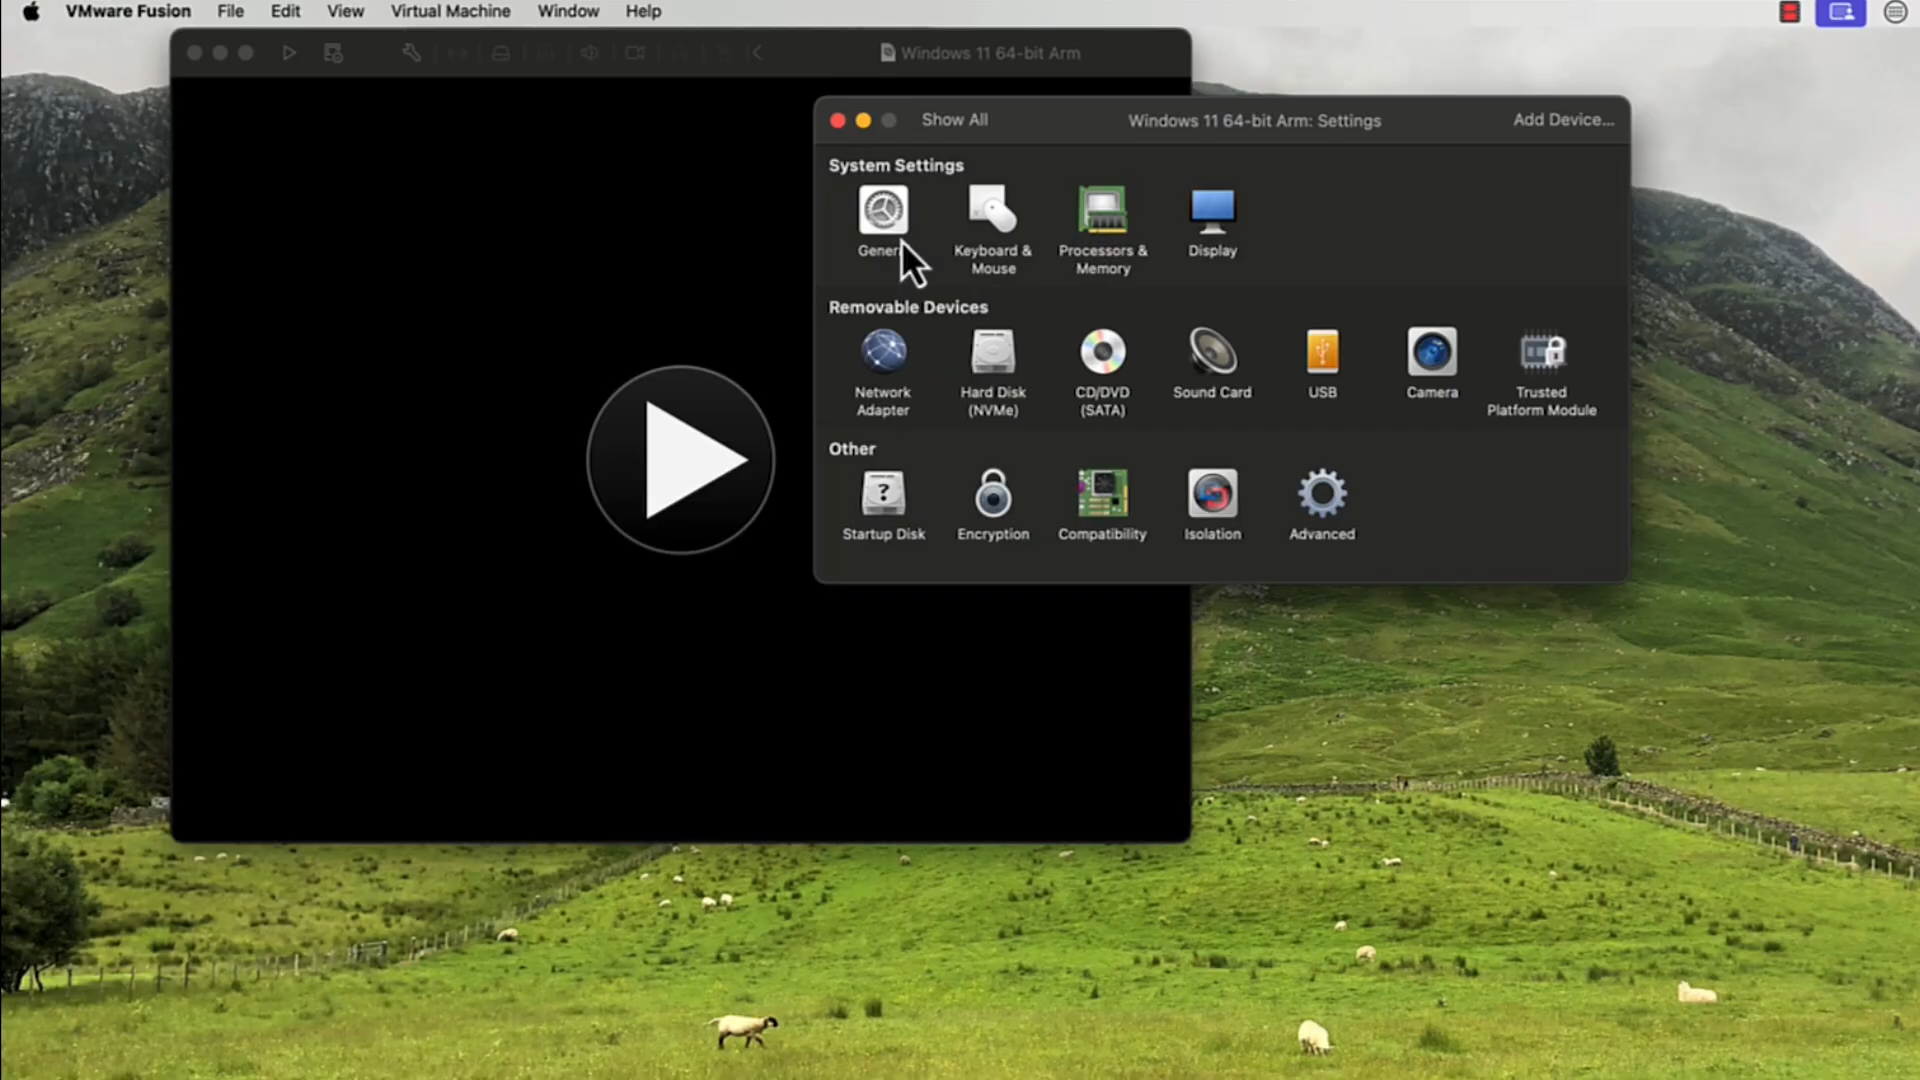 VMware Fusion File Edit View Virtual Machine Window Help
Windows 11 64-bit Arm
Show All Windows 11 64-bit Arm: Settings Add Device...
System Settings
Gener
Keyboard &
Mouse
Processors &
Memory
Display
Removable Devices
Network
Adapter
Hard Disk
(NVMe)
CD/DVD
(SATA)
Sound Card
USB
Camera
Trusted
Platform Module
Other
?
Startup Disk
Encryption
Compatibility
Isolation
Advanced